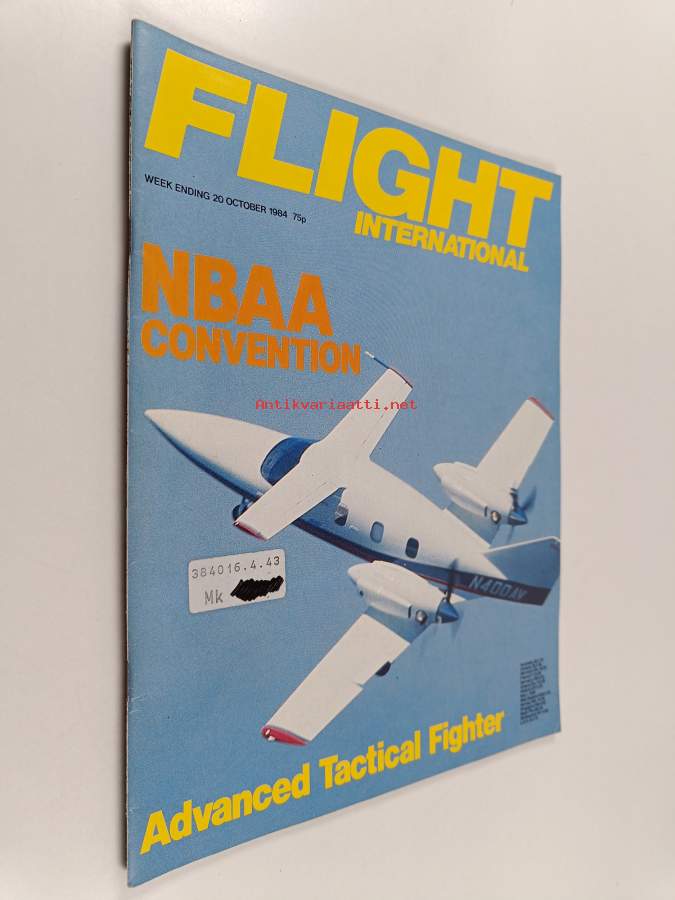 FLIGHT
INTERNATIONAL
WEEK ENDING 20 OCTOBER 1984 75p
NBAA
CONVENTION
Antikvariaatti.net
384016.4.43
Mk
N400AV
Advanced Tactical Fighter